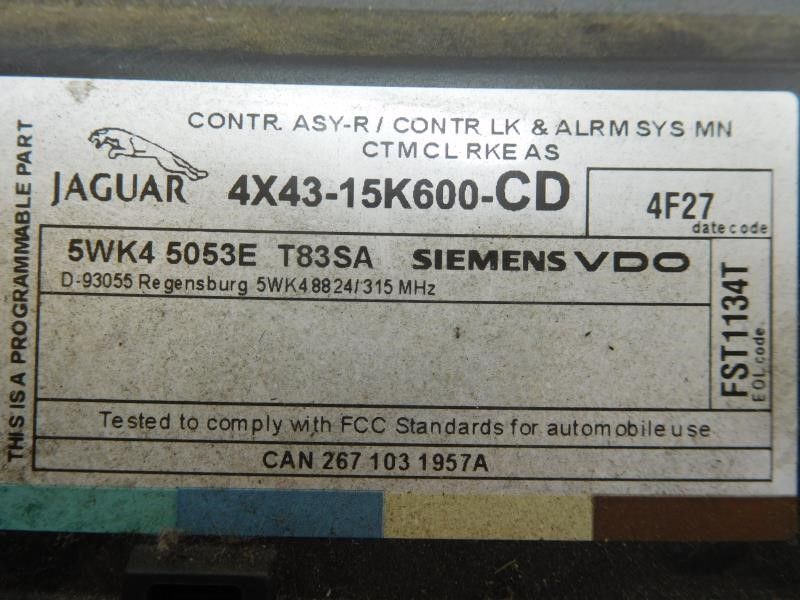 CONTR. ASY-R / CONTR LK & ALRM SYS MN
CTMCL RKE AS
JAGUAR 4X43-15K600-CD
4F27
date code
5WK4 5053E T83SA SIEMENS VDO
D-93055 Regensburg 5WK48824/315 MHz
FST1134T
EOL code.
THIS IS A PROGRAMMABLE PART
Tested to comply with FCC Standards for automobile use
CAN 267 103 1957A